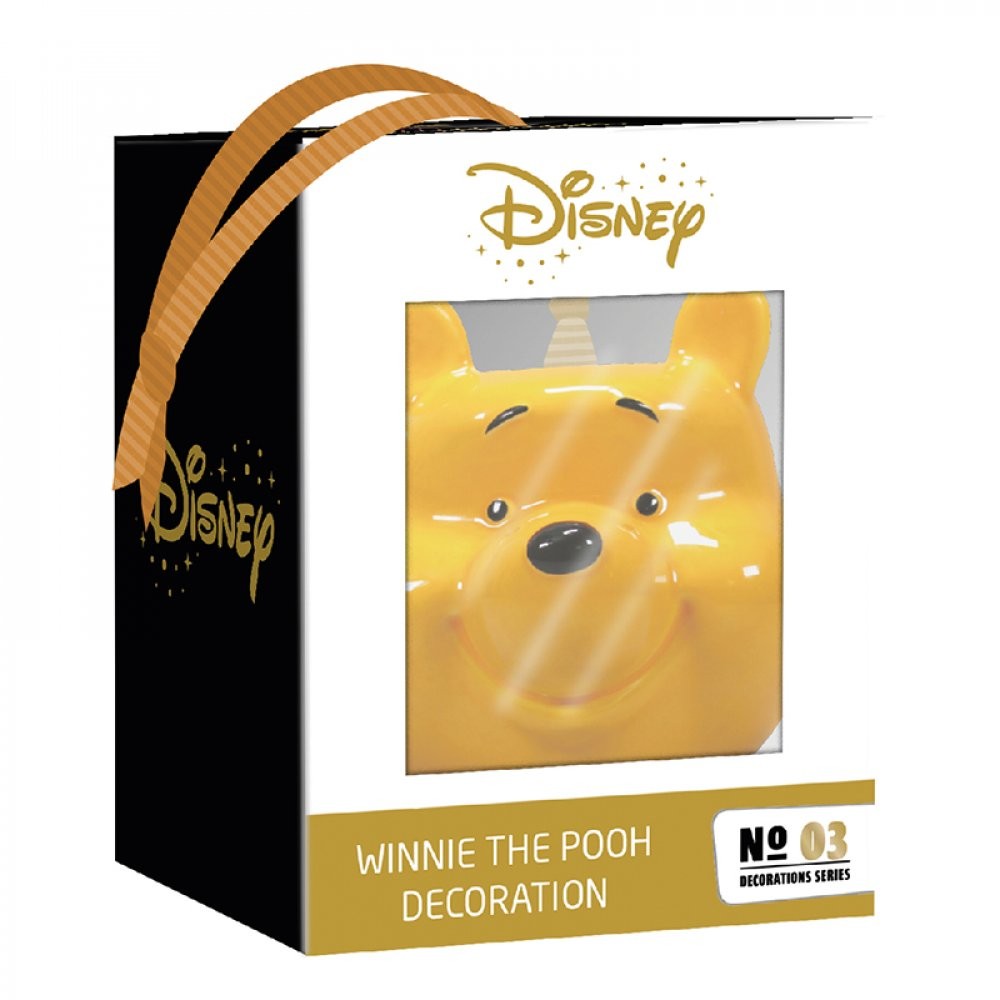 Disney
Disney
WINNIE THE POOH
DECORATION
Nº 03
DECORATIONS SERIES